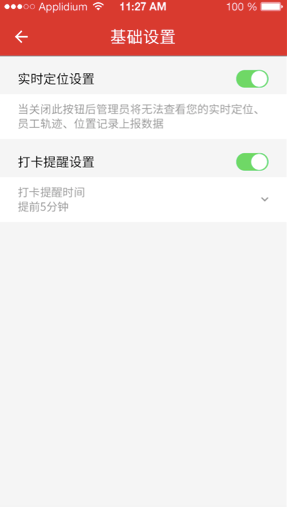 Applidium 11:27 AM 100 %
基础设置
实时定位设置
当关闭此按钮后管理员将无法查看您的实时定位、
员工轨迹、位置记录上报数据
打卡提醒设置
打卡提醒时间
提前5分钟